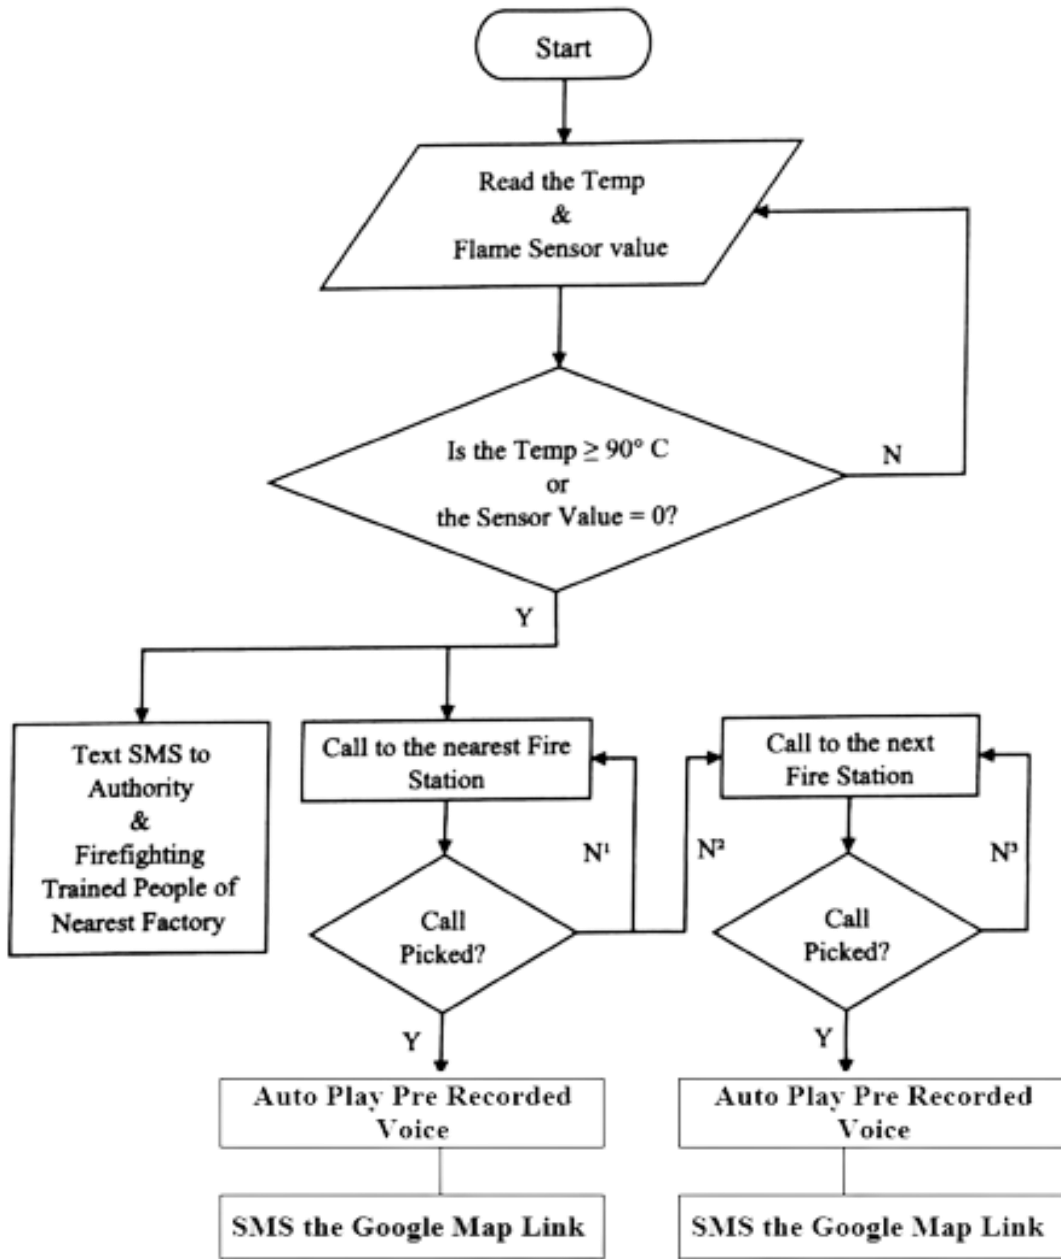 Start
Read the Temp
&
Flame Sensor value
Is the Temp ≥ 90° C
or
the Sensor Value = 0?
N
Y
Text SMS to
Authority
&
Firefighting
Trained People of
Nearest Factory
Call to the nearest Fire
Station
N¹
Call
Picked?
Y
Auto Play Pre Recorded
Voice
SMS the Google Map Link
N²
Call to the next
Fire Station
N³
Call
Picked?
Y
Auto Play Pre Recorded
Voice
SMS the Google Map Link